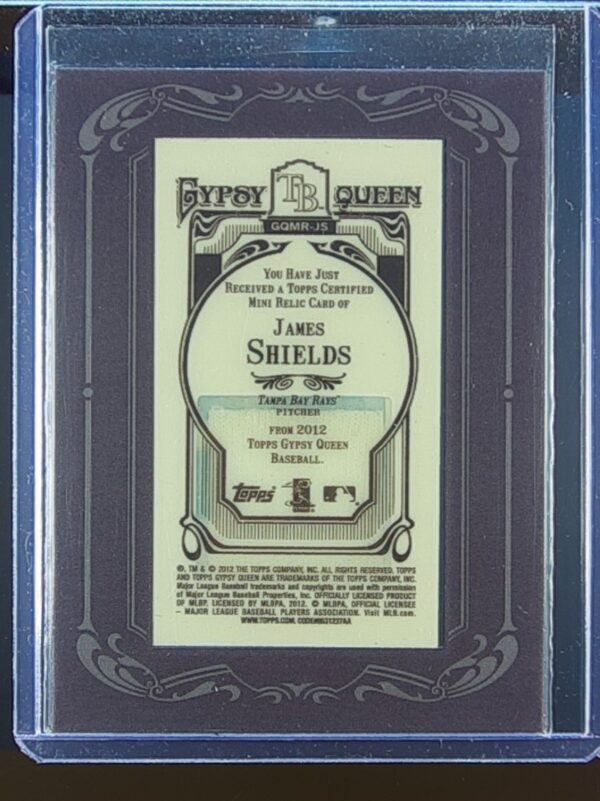 GYPSY TB QUEEN
GQMR-JS
YOU HAVE JUST
RECEIVED A TOPPS CERTIFIED
MINI RELIC CARD OF
JAMES
SHIELDS
TAMPA BAY RAYS™
PITCHER
FROM 2012
TOPPS GYPSY QUEEN
BASEBALL.
TOPPS
®, TM & © 2012 THE TOPPS COMPANY, INC. ALL RIGHTS RESERVED. TOPPS
AND TOPPS GYPSY QUEEN ARE TRADEMARKS OF THE TOPPS COMPANY, INC.
Major League Baseball trademarks and copyrights are used with permission
of Major League Baseball Properties, Inc. OFFICIALLY LICENSED PRODUCT
OF MLBP. LICENSED BY MLBPA, 2012. © MLBPA, OFFICIAL LICENSEE
– MAJOR LEAGUE BASEBALL PLAYERS ASSOCIATION. Visit MLB.com.
WWW.TOPPS.COM. CODE#8631237AA